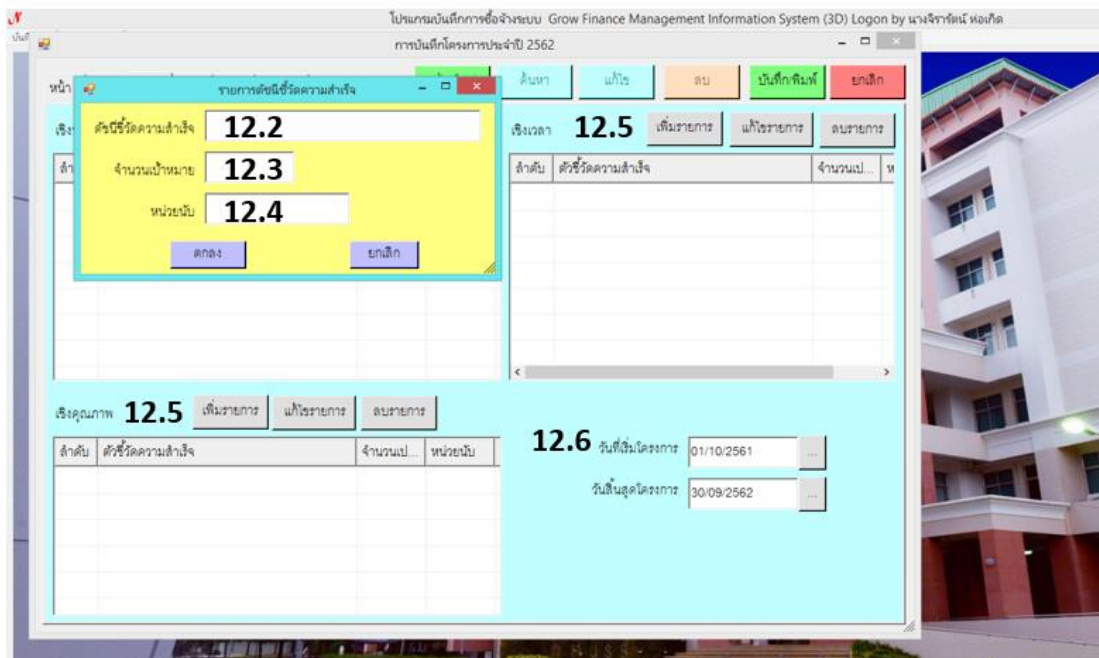 โปรแกรมบันทึกการซื้อจ้างระบบ Grow Finance Management Information System (3D) Logon by นางจิรารัตน์ ห่อเกิด
การบันทึกโครงการประจำปี 2562
หน้า
ค้นหา แก้ไข ลบ บันทึก/พิมพ์ ยกเลิก
รายการดัชนีชี้วัดความสำเร็จ
ดัชนีชี้วัดความสำเร็จ 12.2
จำนวนเป้าหมาย 12.3
หน่วยนับ 12.4
ตกลง ยกเลิก
เชิงเวลา 12.5 เพิ่มรายการ แก้ไขรายการ ลบรายการ
ลำดับ ตัวชี้วัดความสำเร็จ จำนวนเป...
เชิงคุณภาพ 12.5 เพิ่มรายการ แก้ไขรายการ ลบรายการ
ลำดับ ตัวชี้วัดความสำเร็จ จำนวนเป... หน่วยนับ
12.6 วันที่เริ่มโครงการ 01/10/2561 ...
วันสิ้นสุดโครงการ 30/09/2562 ...